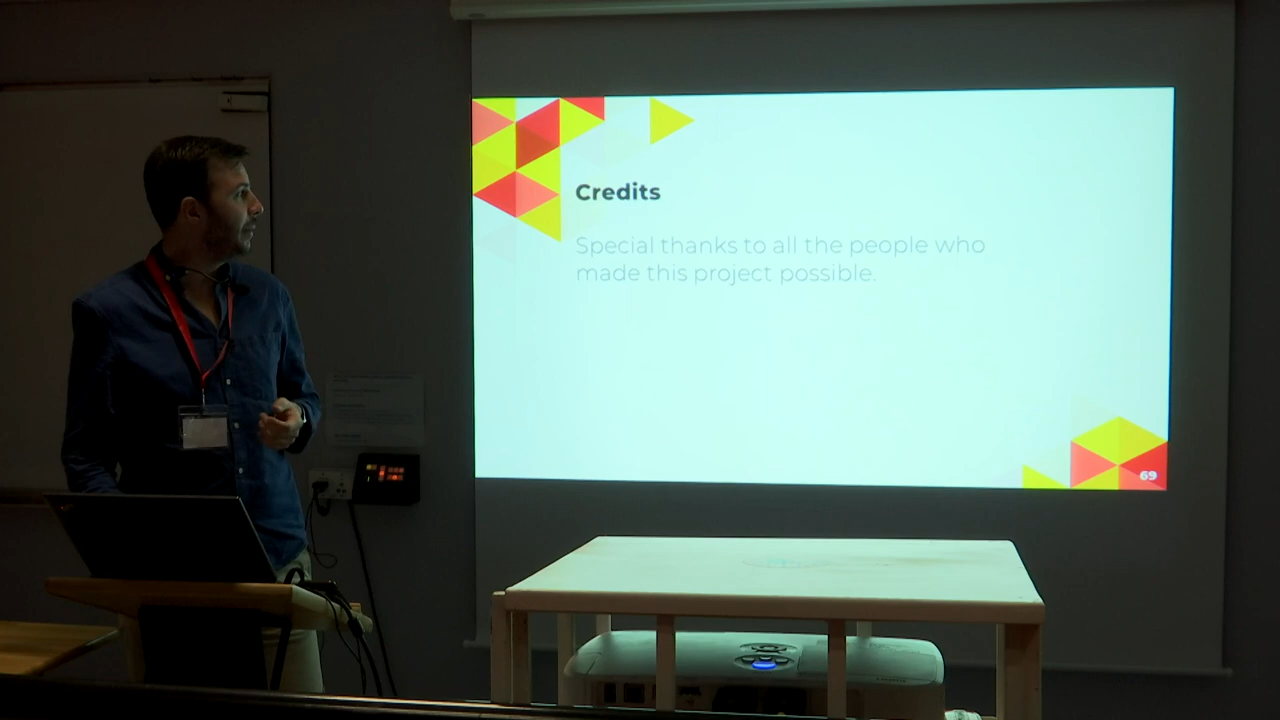 Credits
Special thanks to all the people who
made this project possible.
69